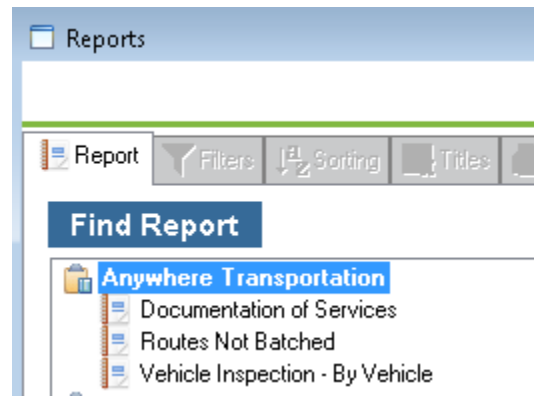 Reports
Report Filters Sorting Titles
Find Report
Anywhere Transportation
Documentation of Services
Routes Not Batched
Vehicle Inspection - By Vehicle